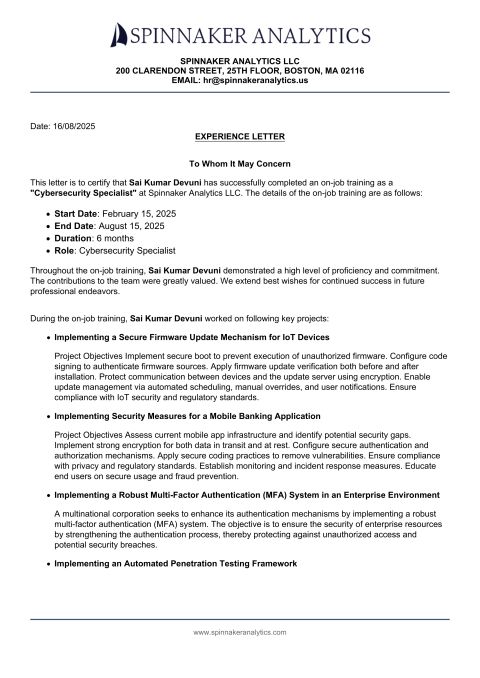 SPINNAKER ANALYTICS
SPINNAKER ANALYTICS LLC
200 CLARENDON STREET, 25TH FLOOR, BOSTON, MA 02116
EMAIL: hr@spinnakeranalytics.us
Date: 16/08/2025
EXPERIENCE LETTER
To Whom It May Concern
This letter is to certify that Sai Kumar Devuni has successfully completed an on-job training as a
"Cybersecurity Specialist" at Spinnaker Analytics LLC. The details of the on-job training are as follows:
• Start Date: February 15, 2025
• End Date: August 15, 2025
• Duration: 6 months
• Role: Cybersecurity Specialist
Throughout the on-job training, Sai Kumar Devuni demonstrated a high level of proficiency and commitment.
The contributions to the team were greatly valued. We extend best wishes for continued success in future
professional endeavors.
During the on-job training, Sai Kumar Devuni worked on following key projects:
• Implementing a Secure Firmware Update Mechanism for IoT Devices
Project Objectives Implement secure boot to prevent execution of unauthorized firmware. Configure code
signing to authenticate firmware sources. Apply firmware update verification both before and after
installation. Protect communication between devices and the update server using encryption. Enable
update management via automated scheduling, manual overrides, and user notifications. Ensure
compliance with IoT security and regulatory standards.
• Implementing Security Measures for a Mobile Banking Application
Project Objectives Assess current mobile app infrastructure and identify potential security gaps.
Implement strong encryption for both data in transit and at rest. Configure secure authentication and
authorization mechanisms. Apply secure coding practices to remove vulnerabilities. Ensure compliance
with privacy and regulatory standards. Establish monitoring and incident response measures. Educate
end users on secure usage and fraud prevention.
• Implementing a Robust Multi-Factor Authentication (MFA) System in an Enterprise Environment
A multinational corporation seeks to enhance its authentication mechanisms by implementing a robust
multi-factor authentication (MFA) system. The objective is to ensure the security of enterprise resources
by strengthening the authentication process, thereby protecting against unauthorized access and
potential security breaches.
• Implementing an Automated Penetration Testing Framework
www.spinnakeranalytics.com